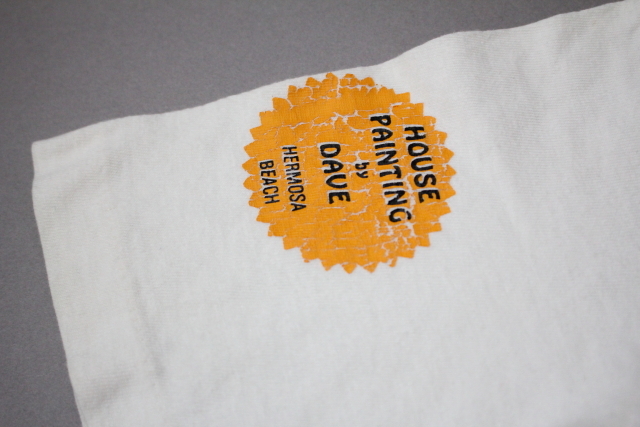 HOUSE
PAINTING
by
DAVE
HERMOSA
BEACH